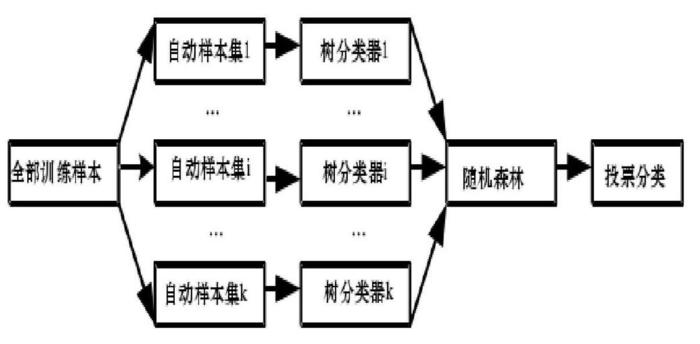 自动样本集1
树分类器1
...
...
全部训练样本
自动样本集i
树分类器i
随机森林
投票分类
...
...
自动样本集k
树分类器k